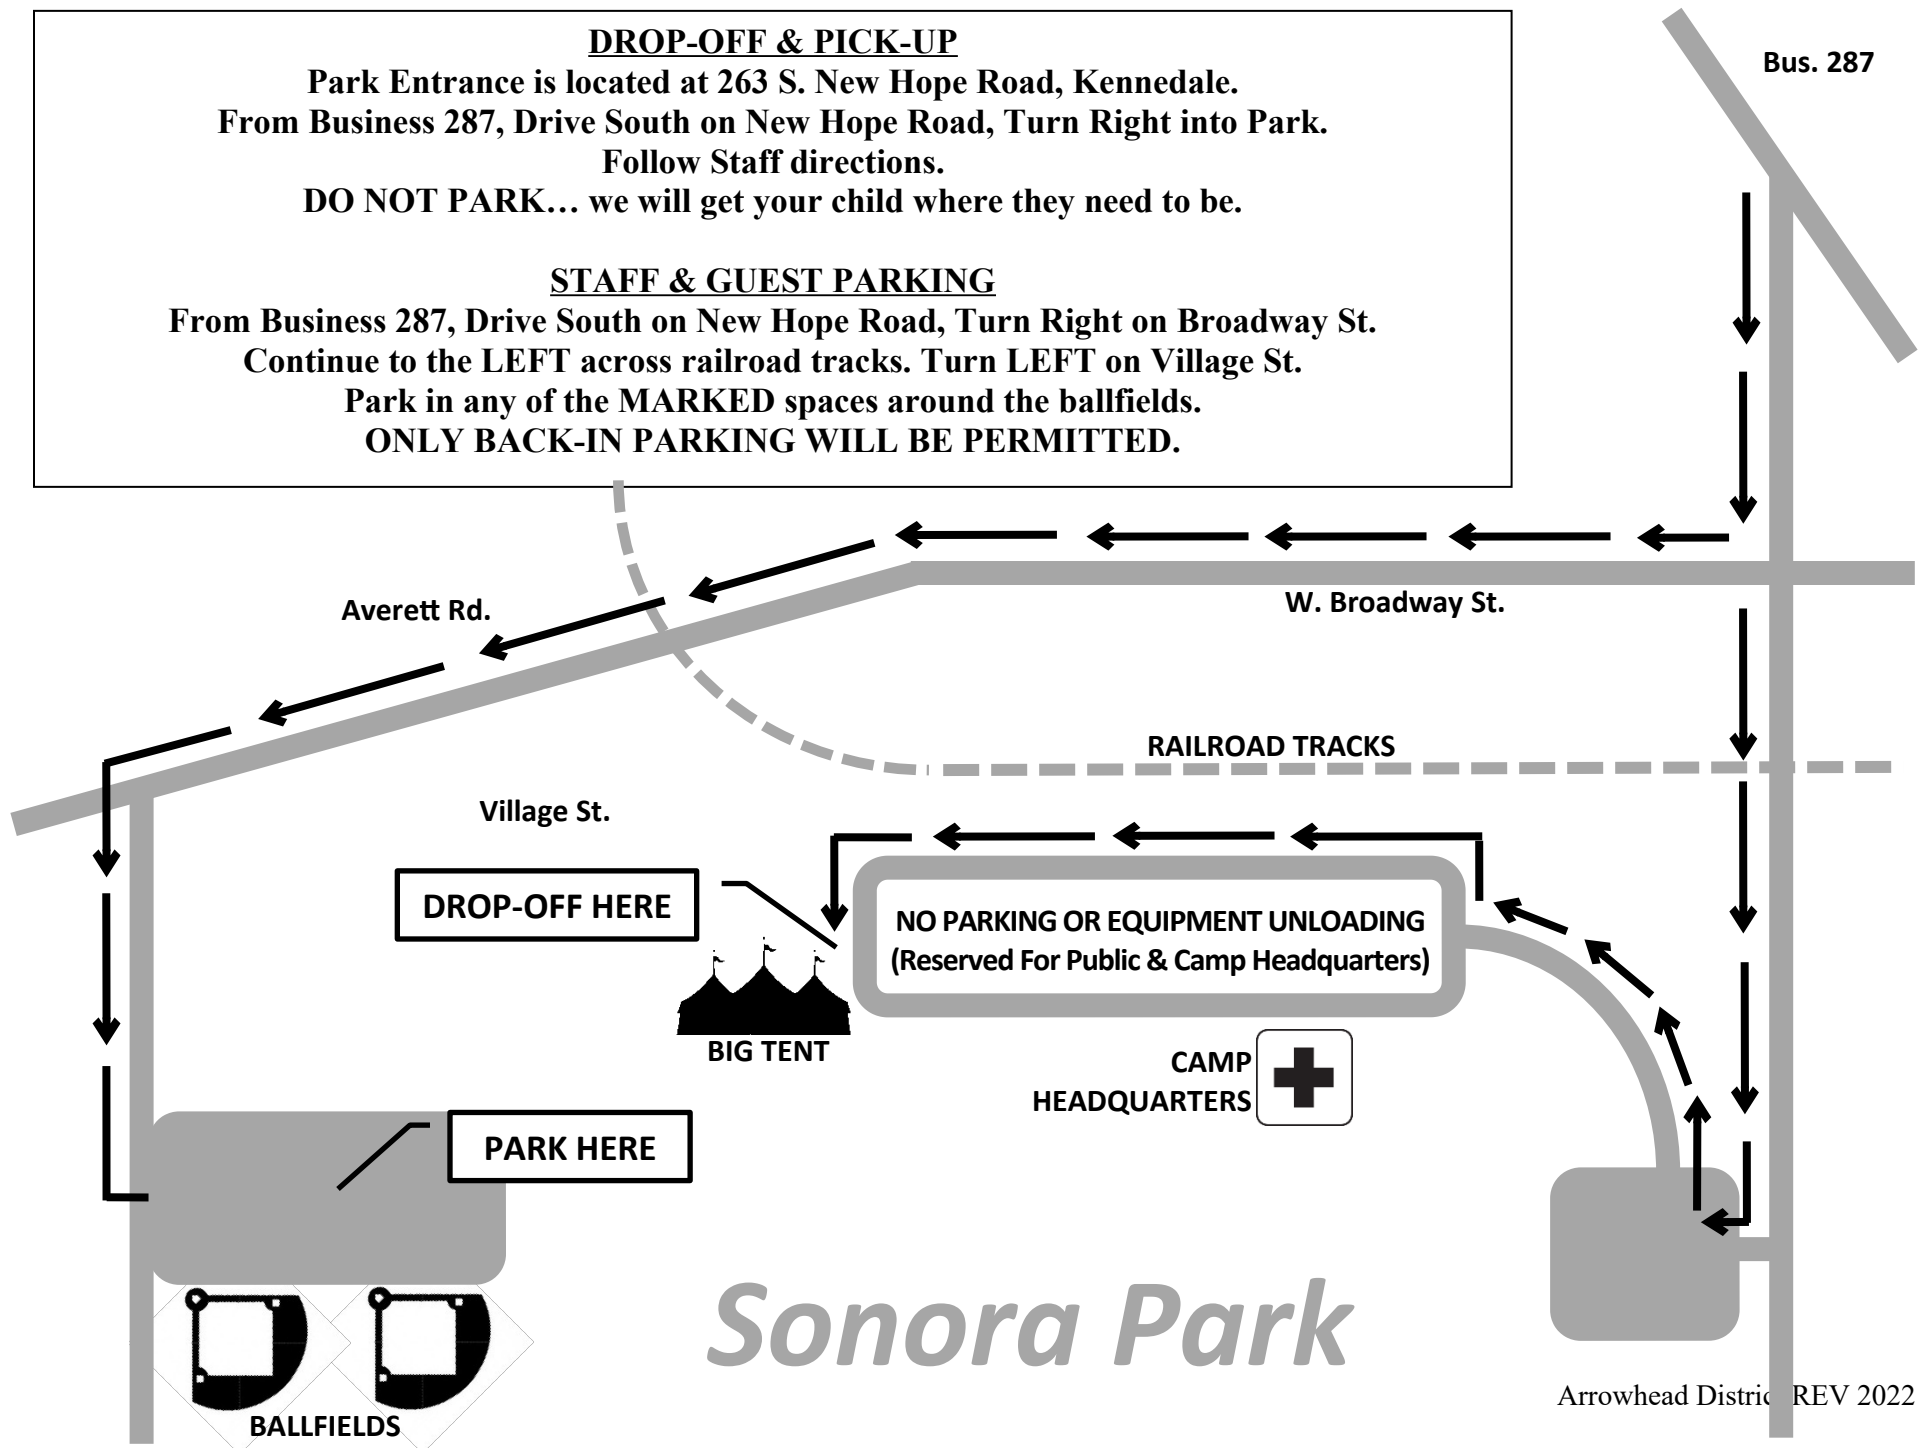 DROP-OFF & PICK-UP
Park Entrance is located at 263 S. New Hope Road, Kennedale.
From Business 287, Drive South on New Hope Road, Turn Right into Park.
Follow Staff directions.
DO NOT PARK… we will get your child where they need to be.
STAFF & GUEST PARKING
From Business 287, Drive South on New Hope Road, Turn Right on Broadway St.
Continue to the LEFT across railroad tracks. Turn LEFT on Village St.
Park in any of the MARKED spaces around the ballfields.
ONLY BACK-IN PARKING WILL BE PERMITTED.
Bus. 287
Averett Rd.
W. Broadway St.
RAILROAD TRACKS
Village St.
DROP-OFF HERE
NO PARKING OR EQUIPMENT UNLOADING
(Reserved For Public & Camp Headquarters)
BIG TENT
CAMP
HEADQUARTERS
PARK HERE
Sonora Park
BALLFIELDS
Arrowhead District REV 2022